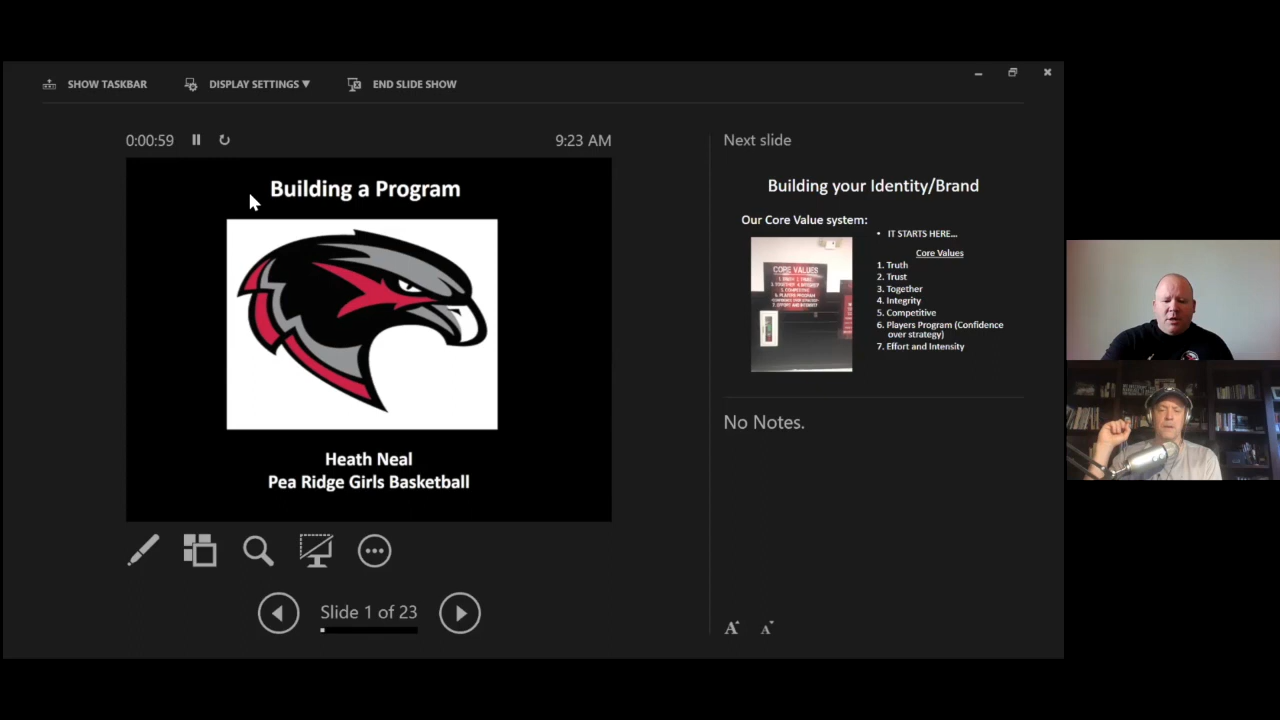 SHOW TASKBAR
DISPLAY SETTINGS ▼
END SLIDE SHOW
0:00:59
9:23 AM
Building a Program
Heath Neal
Pea Ridge Girls Basketball
Slide 1 of 23
Next slide
Building your Identity/Brand
Our Core Value system:
• IT STARTS HERE...
Core Values
1. Truth
2. Trust
3. Together
4. Integrity
5. Competitive
6. Players Program (Confidence
over strategy)
7. Effort and Intensity
CORE VALUES
No Notes.
A A